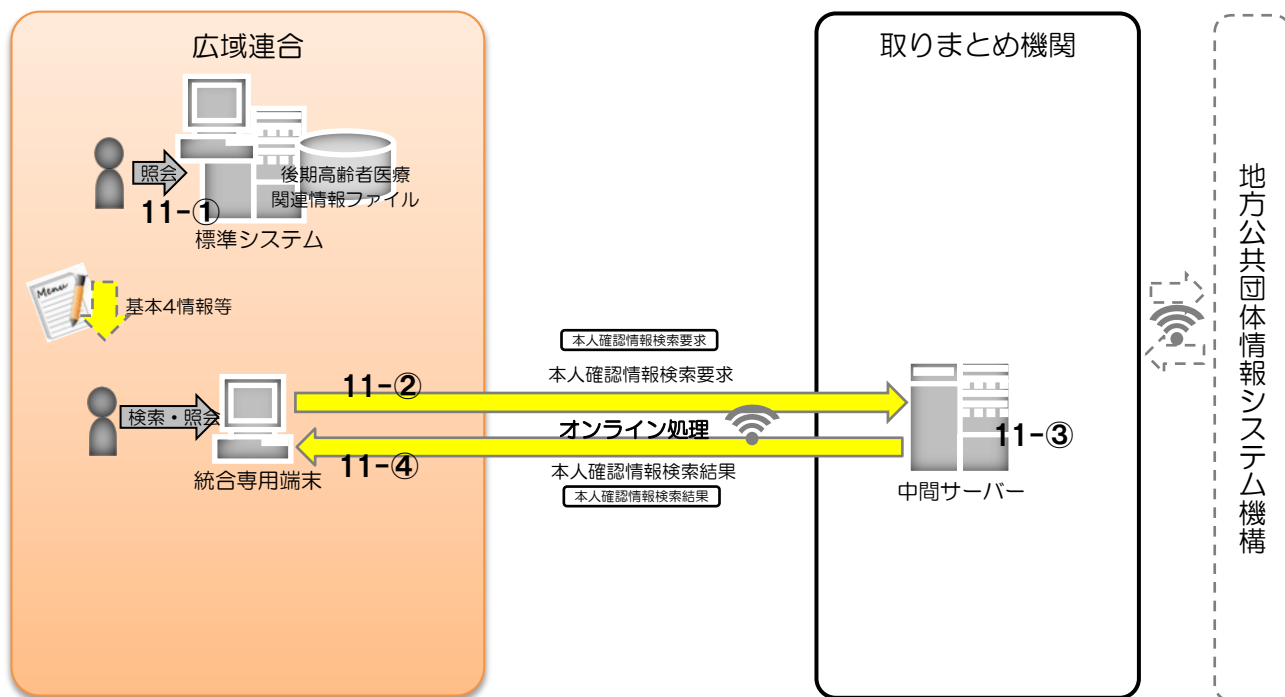 広域連合
照会
11-①
後期高齢者医療
関連情報ファイル
標準システム
Menu
基本4情報等
検索・照会
統合専用端末
本人確認情報検索要求
本人確認情報検索要求
11-②
オンライン処理
11-④
本人確認情報検索結果
本人確認情報検索結果
取りまとめ機関
11-③
中間サーバー
地方公共団体情報システム機構